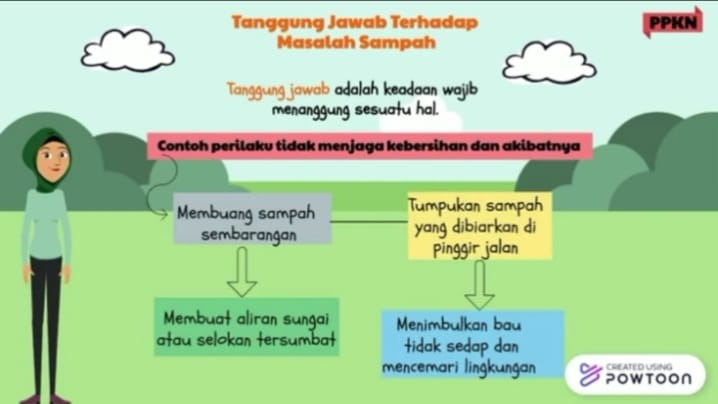 Tanggung Jawab Terhadap
Masalah Sampah
PPKN
Tanggung jawab adalah keadaan wajib
menanggung sesuatu hal.
Contoh perilaku tidak menjaga kebersihan dan akibatnya
Membuang sampah
sembarangan
Tumpukan sampah
yang dibiarkan di
pinggir jalan
Membuat aliran sungai
atau selokan tersumbat
Menimbulkan bau
tidak sedap dan
mencemari lingkungan
CREATED USING
POWTOON